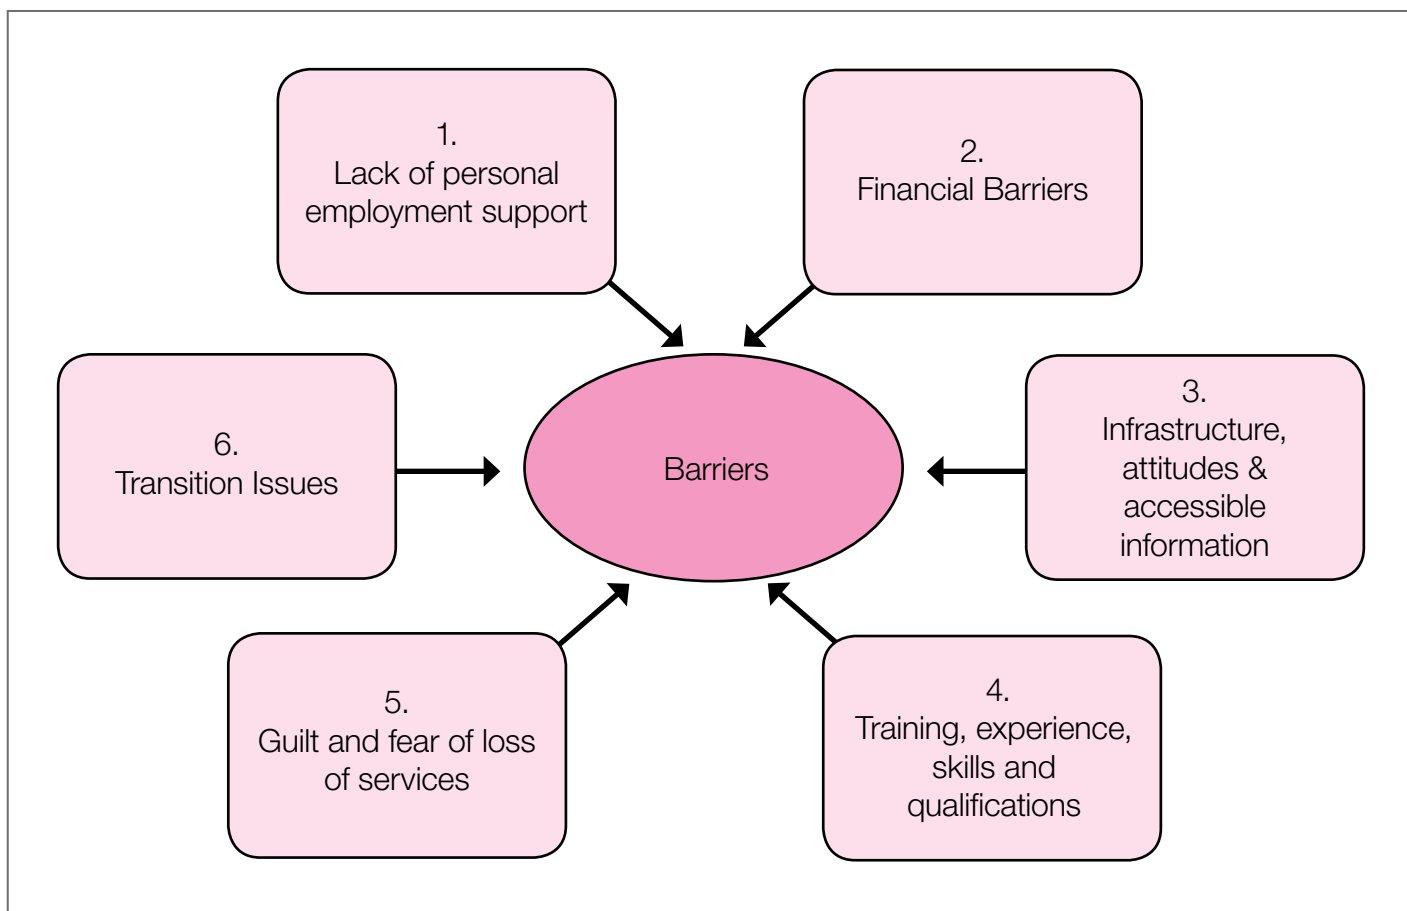 1.
Lack of personal
employment support
2.
Financial Barriers
3.
Infrastructure,
attitudes &
accessible
information
6.
Transition Issues
Barriers
5.
Guilt and fear of loss
of services
4.
Training, experience,
skills and
qualifications